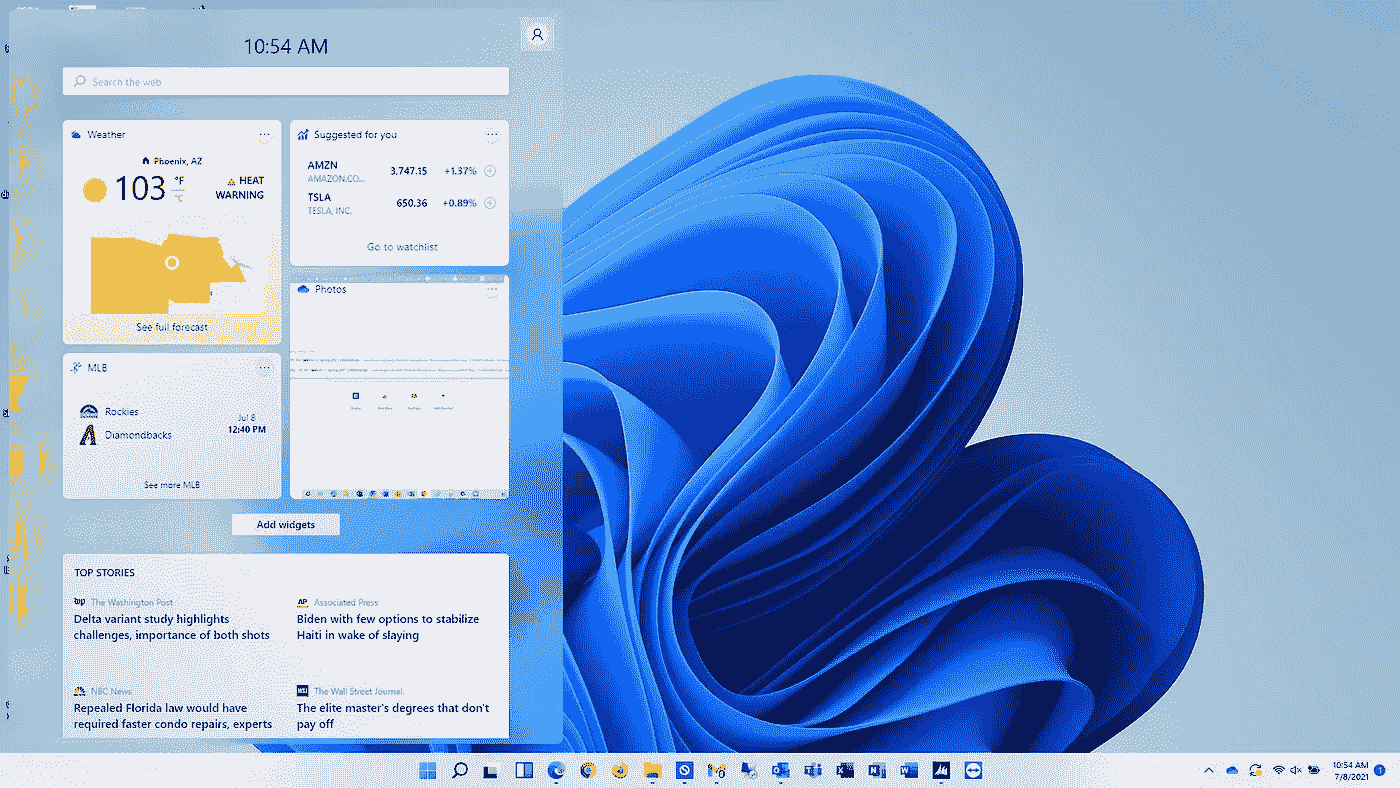 10:54 AM
Search the web
Weather
Phoenix, AZ
103 °F
°C
HEAT
WARNING
See full forecast
Suggested for you
AMZN 3,747.15 +1.37%
AMAZON.CO...
TSLA 650.36 +0.89%
TESLA, INC.
Go to watchlist
Photos
MLB
Rockies
Diamondbacks
Jul 8
12:40 PM
See more MLB
Add widgets
TOP STORIES
wp The Washington Post
Delta variant study highlights
challenges, importance of both shots
AP Associated Press
Biden with few options to stabilize
Haiti in wake of slaying
NBC News
Repealed Florida law would have
required faster condo repairs, experts
WSJ The Wall Street Journal.
The elite master's degrees that don't
pay off
10:54 AM
7/8/2021
1